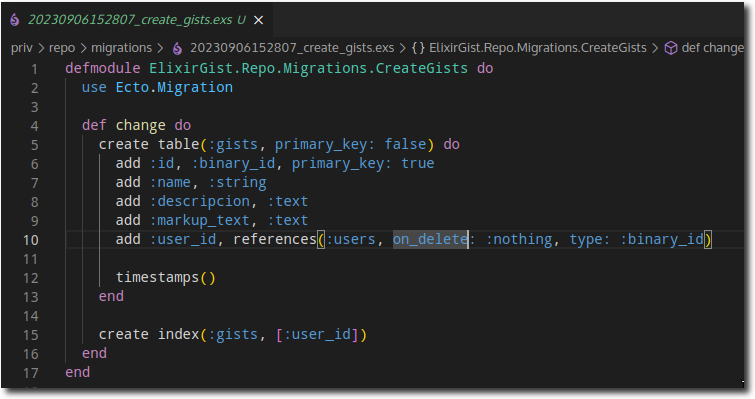 20230906152807_create_gists.exs U ×
priv > repo > migrations > 20230906152807_create_gists.exs > {} ElixirGist.Repo.Migrations.CreateGists > def change
1 defmodule ElixirGist.Repo.Migrations.CreateGists do
2 use Ecto.Migration
3
4 def change do
5 create table(:gists, primary_key: false) do
6 add :id, :binary_id, primary_key: true
7 add :name, :string
8 add :descripcion, :text
9 add :markup_text, :text
10 add :user_id, references(:users, on_delete: :nothing, type: :binary_id)
11
12 timestamps()
13 end
14
15 create index(:gists, [:user_id])
16 end
17 end